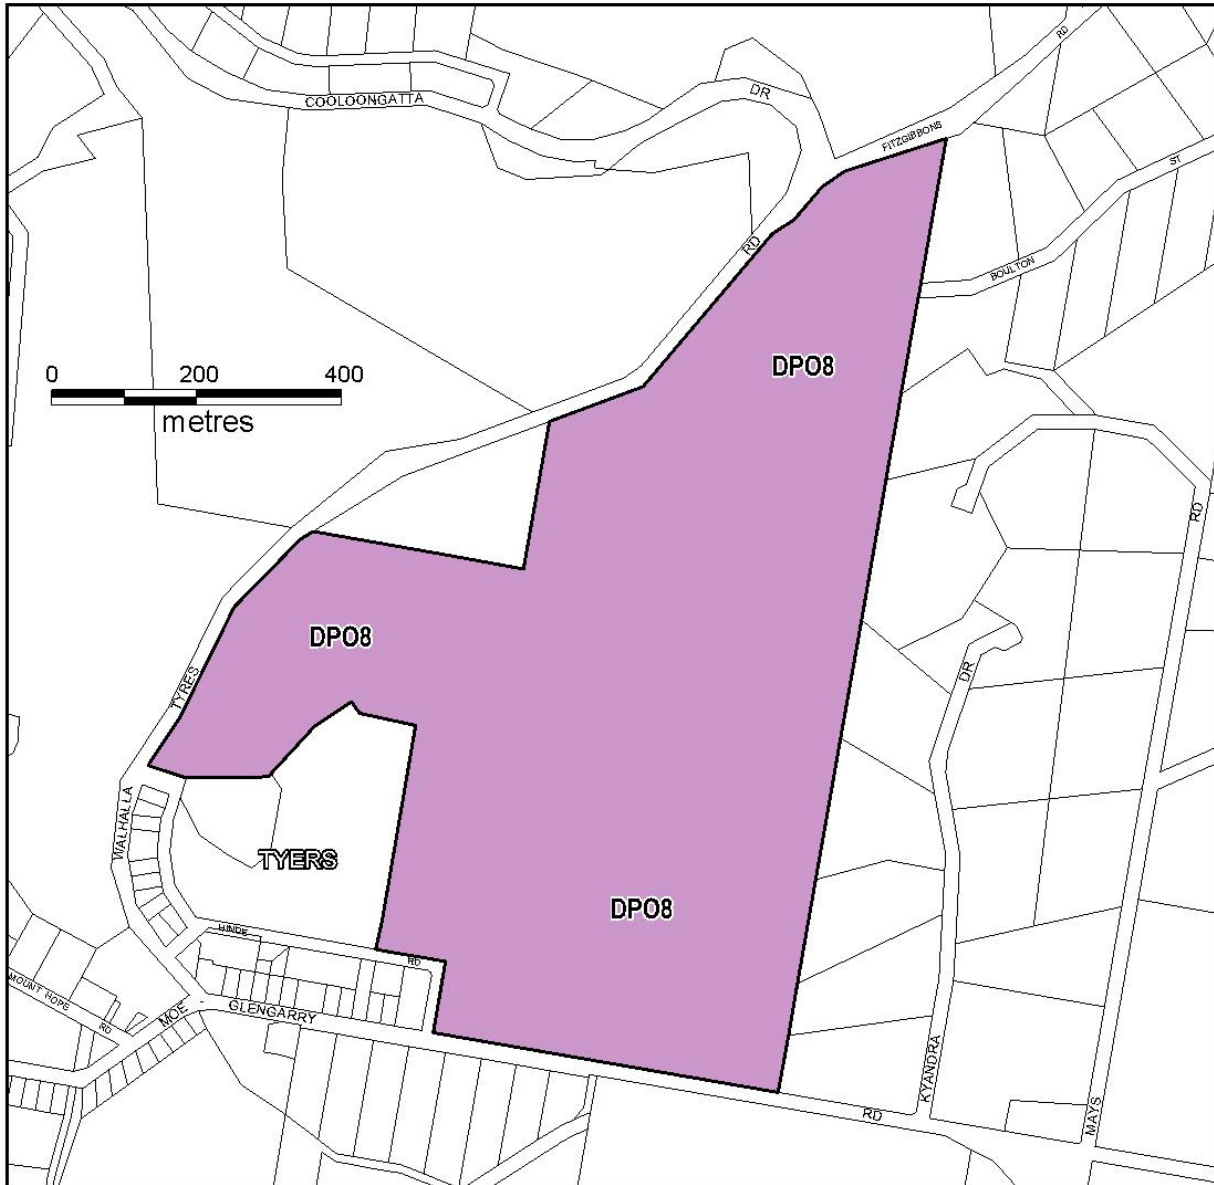 COOLOONGATTA
DR
RD
FITZGIBBONS
ST
BOULTON
RD
DPO8
0 200 400
metres
RD
DPO8
TYRES
DR
WALHALLA
TYERS
DPO8
HINDE
RD
MOUNT HOPE
RD
MOE
GLENGARRY
RD
KYANDRA
MAYS